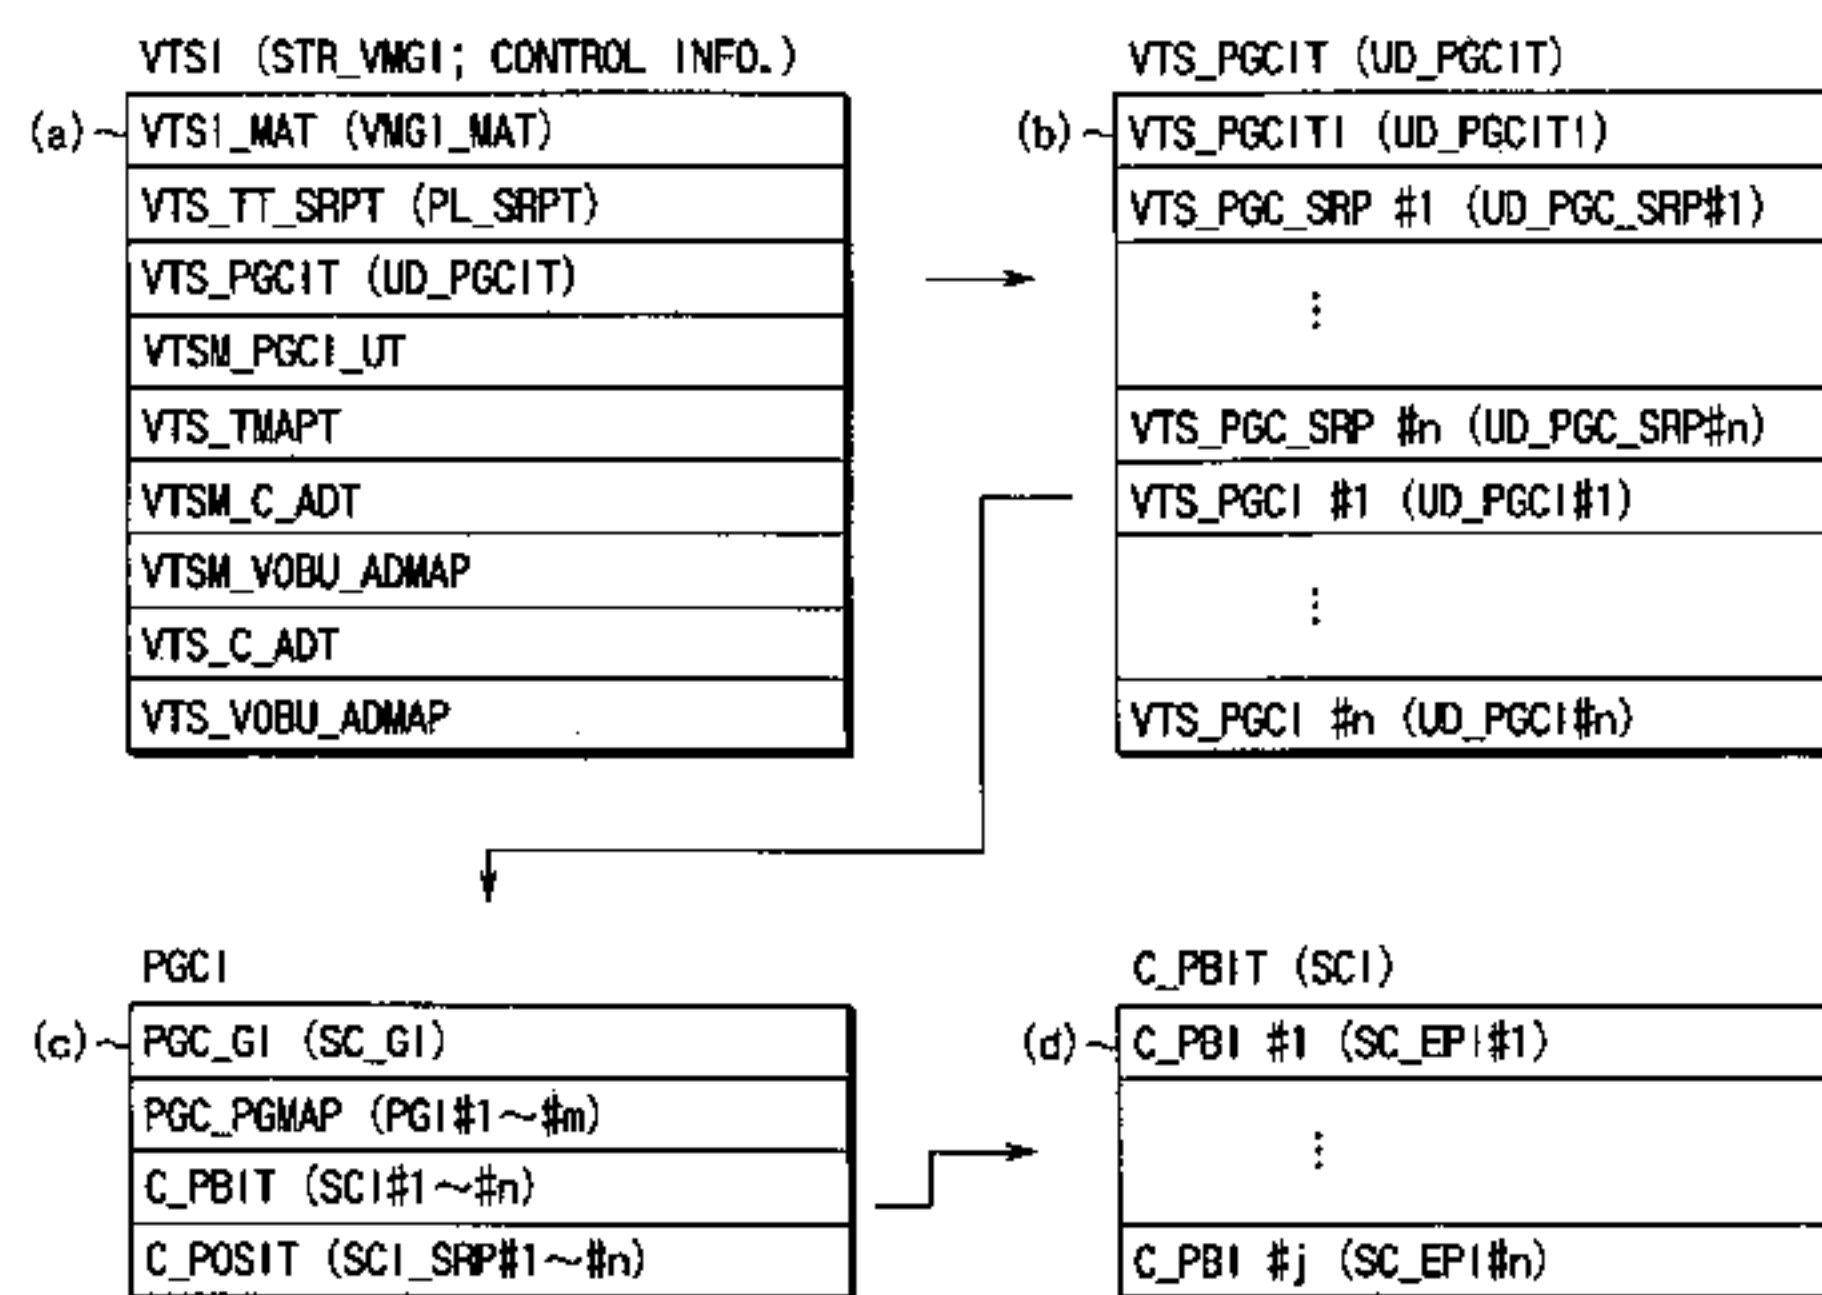 VTSI (STR_VMGI; CONTROL INFO.)
(a)
VTSI_MAT (VMGI_MAT)
VTS_TT_SRPT (PL_SRPT)
VTS_PGCIT (UD_PGCIT)
VTSM_PGCI_UT
VTS_TMAPT
VTSM_C_ADT
VTSM_VOBU_ADMAP
VTS_C_ADT
VTS_VOBU_ADMAP
VTS_PGCIT (UD_PGCIT)
(b)
VTS_PGCITI (UD_PGCITI)
VTS_PGC_SRP #1 (UD_PGC_SRP#1)
VTS_PGC_SRP #n (UD_PGC_SRP#n)
VTS_PGCI #1 (UD_PGCI#1)
VTS_PGCI #n (UD_PGCI#n)
PGCI
(c)
PGC_GI (SC_GI)
PGC_PGMAP (PGI#1~#m)
C_PBIT (SCI#1~#n)
C_POSIT (SCI_SRP#1~#n)
C_PBIT (SCI)
(d)
C_PBI #1 (SC_EPI#1)
C_PBI #j (SC_EPI#n)